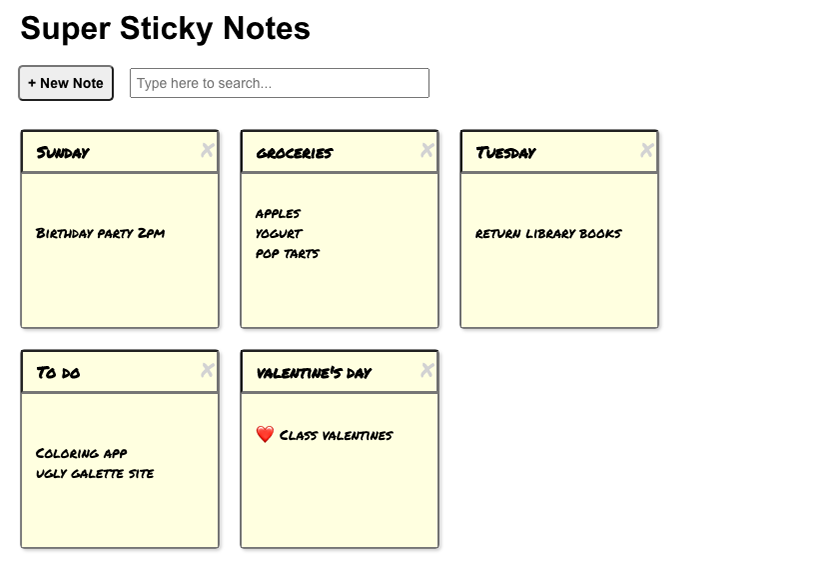 Super Sticky Notes
+ New Note
Type here to search...
Sunday
Birthday party 2pm
groceries
apples
yogurt
pop tarts
Tuesday
return library books
To do
Coloring app
ugly galette site
valentine's day
❤️ Class valentines